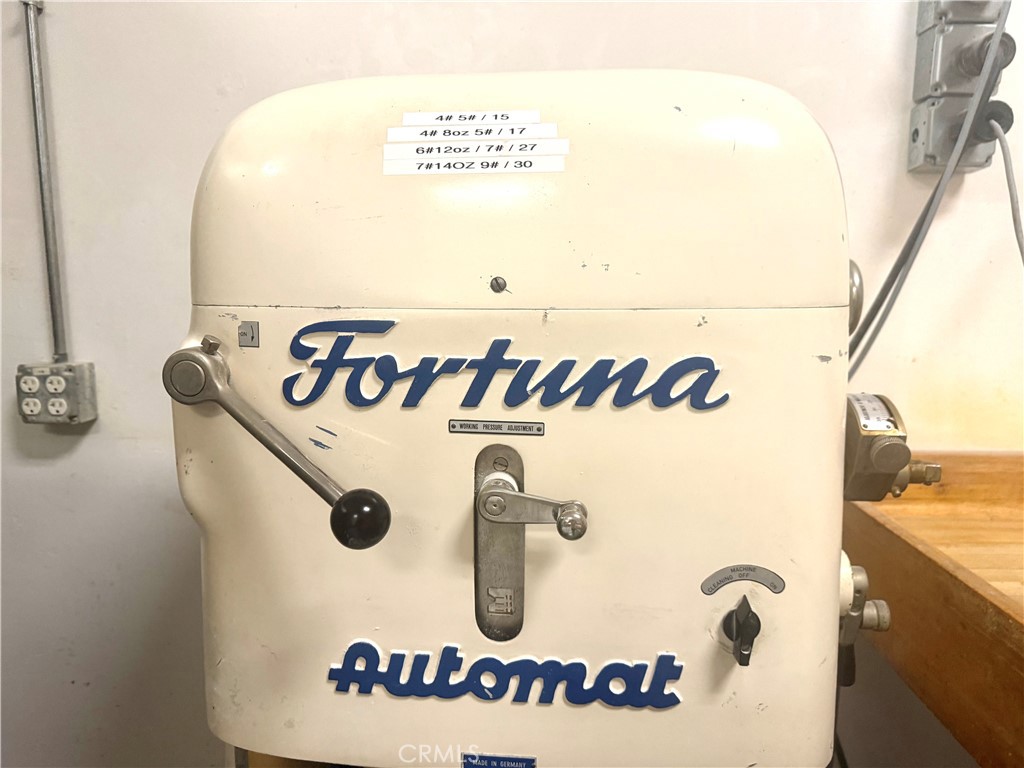 4# 5# / 15
4# 8oz 5# / 17
6#12oz / 7# / 27
7#14OZ 9# / 30
ON
Fortuna
WORKING PRESSURE ADJUSTMENT
MACHINE
CLEANING OFF ON
Automat
CRMLS
MADE IN GERMANY